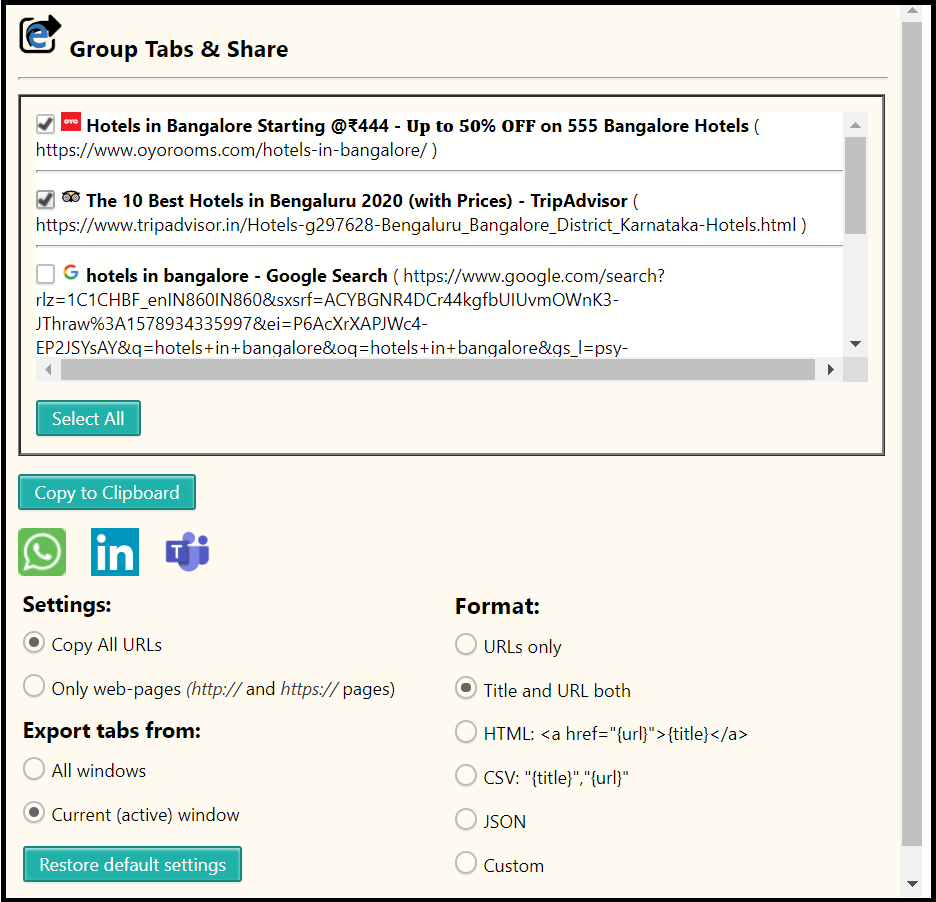 Group Tabs & Share
OYO
Hotels in Bangalore Starting @₹444 - 𝐔𝐩 𝐭𝐨 𝟓𝟎% 𝐎𝐅𝐅 on 555 Bangalore Hotels (
https://www.oyorooms.com/hotels-in-bangalore/ )
The 10 Best Hotels in Bengaluru 2020 (with Prices) - TripAdvisor (
https://www.tripadvisor.in/Hotels-g297628-Bengaluru_Bangalore_District_Karnataka-Hotels.html )
hotels in bangalore - Google Search ( https://www.google.com/search?
rlz=1C1CHBF_enIN860IN860&sxsrf=ACYBGNR4DCr44kgfbUIUvmOWnK3-
JThraw%3A1578934335997&ei=P6AcXrXAPJWc4-
EP2JSYsAY&q=hotels+in+bangalore&oq=hotels+in+bangalore&gs_l=psy-
Select All
Copy to Clipboard
in
T
Settings:
Copy All URLs
Only web-pages (http:// and https:// pages)
Export tabs from:
All windows
Current (active) window
Restore default settings
Format:
URLs only
Title and URL both
HTML: <a href="{url}">{title}</a>
CSV: "{title}","{url}"
JSON
Custom